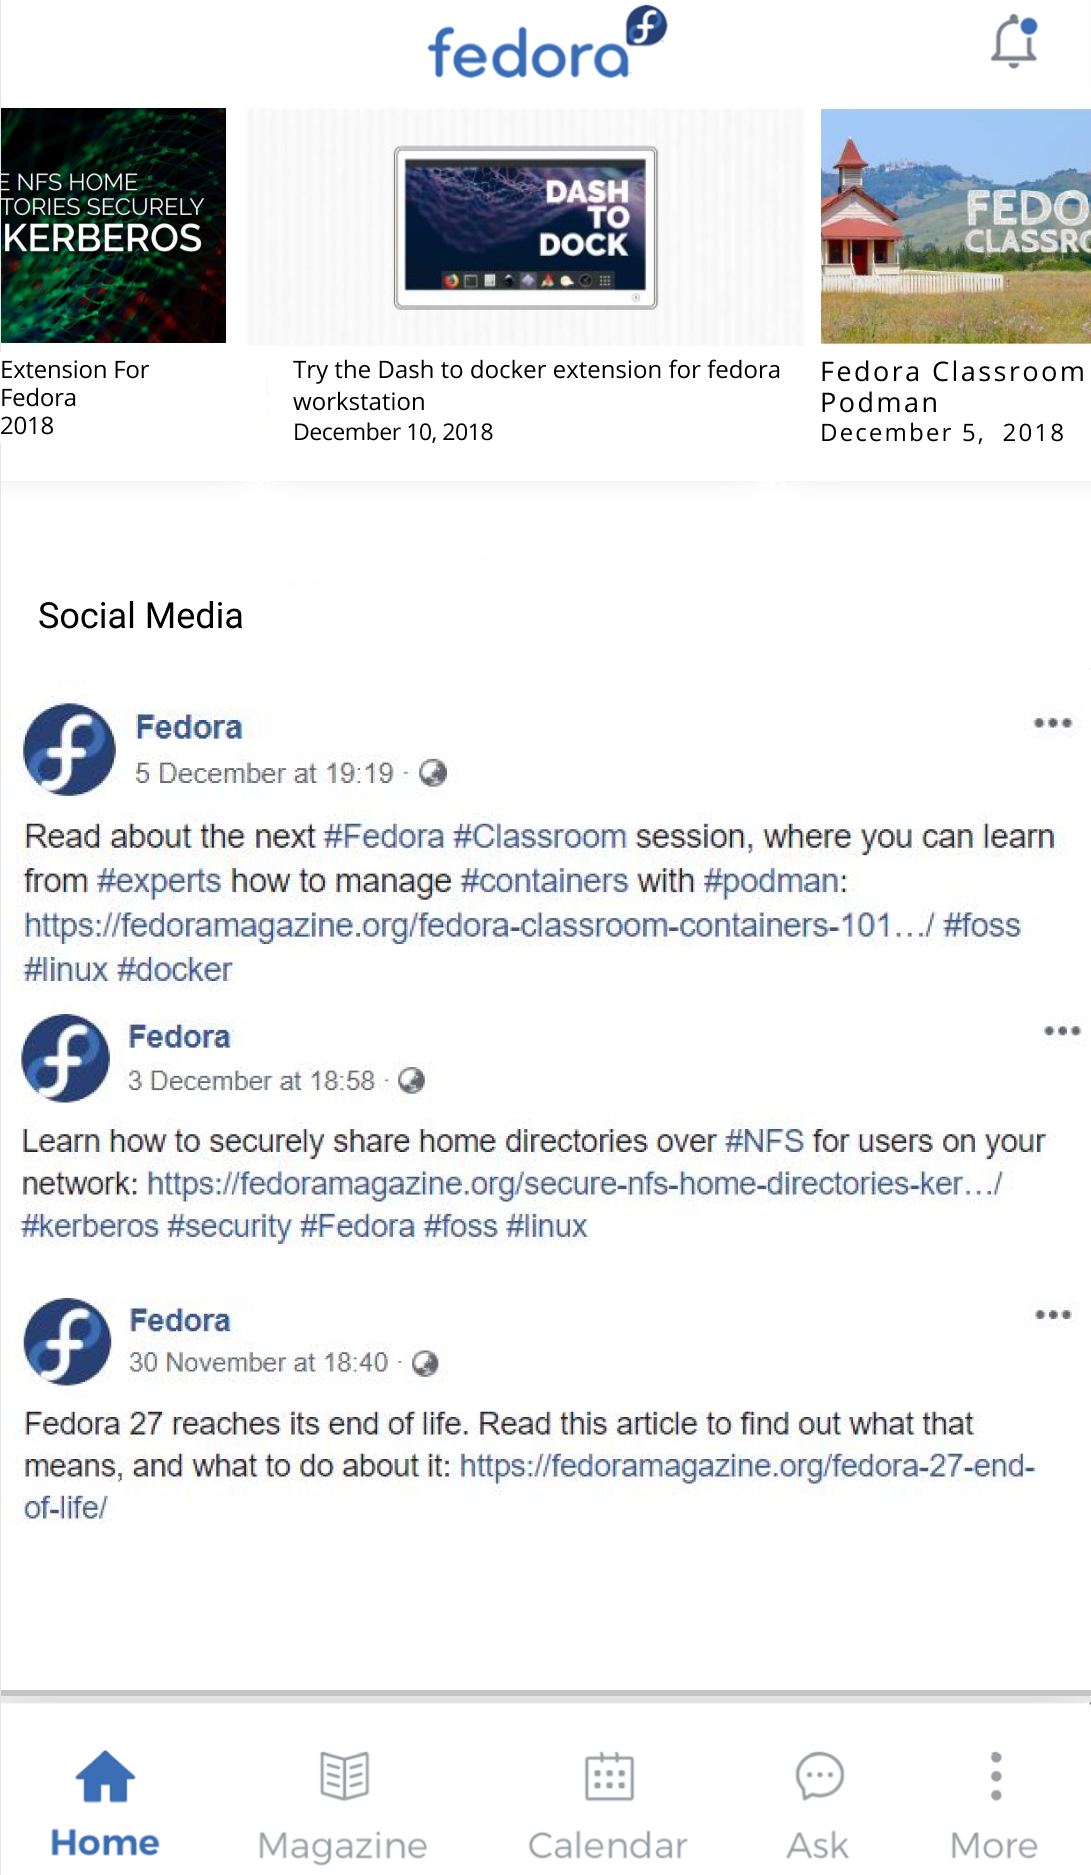 fedora
E NFS HOME
TORIES SECURELY
KERBEROS
DASH
TO
DOCK
FEDO
CLASSRO
Extension For
Fedora
2018
Try the Dash to docker extension for fedora
workstation
December 10, 2018
Fedora Classroom
Podman
December 5, 2018
Social Media
Fedora
5 December at 19:19 ·
Read about the next #Fedora #Classroom session, where you can learn
from #experts how to manage #containers with #podman:
https://fedoramagazine.org/fedora-classroom-containers-101…/ #foss
#linux #docker
Fedora
3 December at 18:58 ·
Learn how to securely share home directories over #NFS for users on your
network: https://fedoramagazine.org/secure-nfs-home-directories-ker…/
#kerberos #security #Fedora #foss #linux
Fedora
30 November at 18:40 ·
Fedora 27 reaches its end of life. Read this article to find out what that
means, and what to do about it: https://fedoramagazine.org/fedora-27-end-
of-life/
Home
Magazine
Calendar
Ask
More